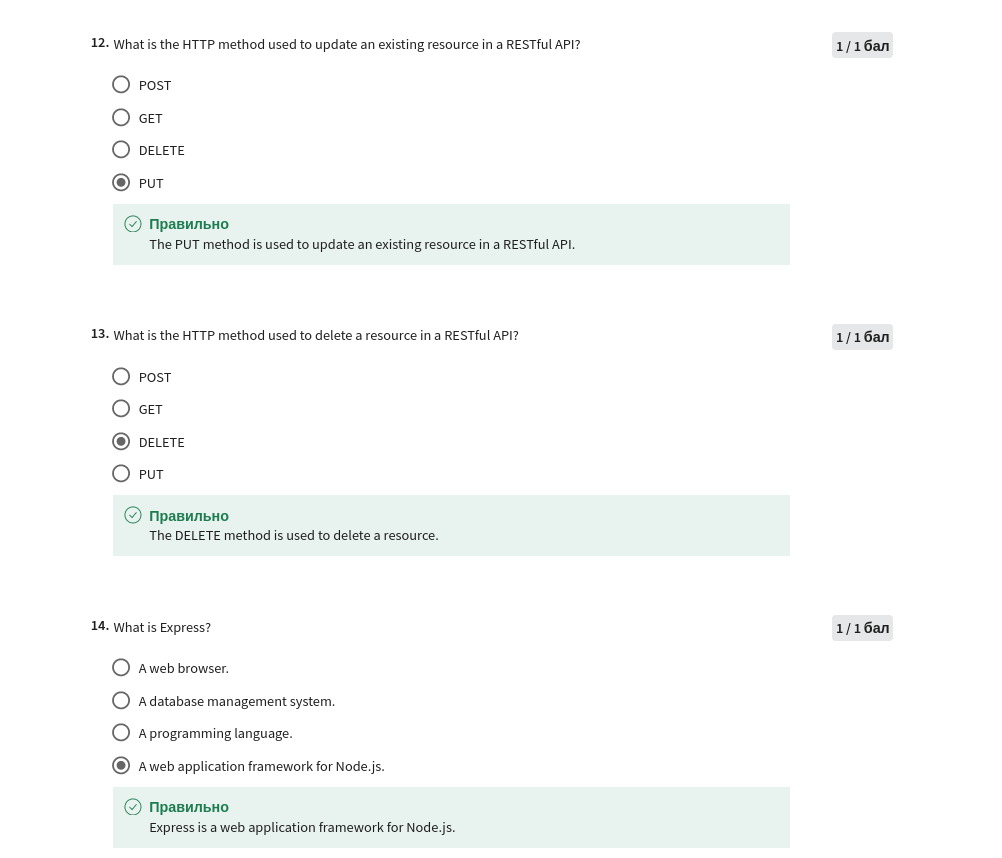 12. What is the HTTP method used to update an existing resource in a RESTful API?
1 / 1 бал
POST
GET
DELETE
PUT
Правильно
The PUT method is used to update an existing resource in a RESTful API.
13. What is the HTTP method used to delete a resource in a RESTful API?
1 / 1 бал
POST
GET
DELETE
PUT
Правильно
The DELETE method is used to delete a resource.
14. What is Express?
1 / 1 бал
A web browser.
A database management system.
A programming language.
A web application framework for Node.js.
Правильно
Express is a web application framework for Node.js.